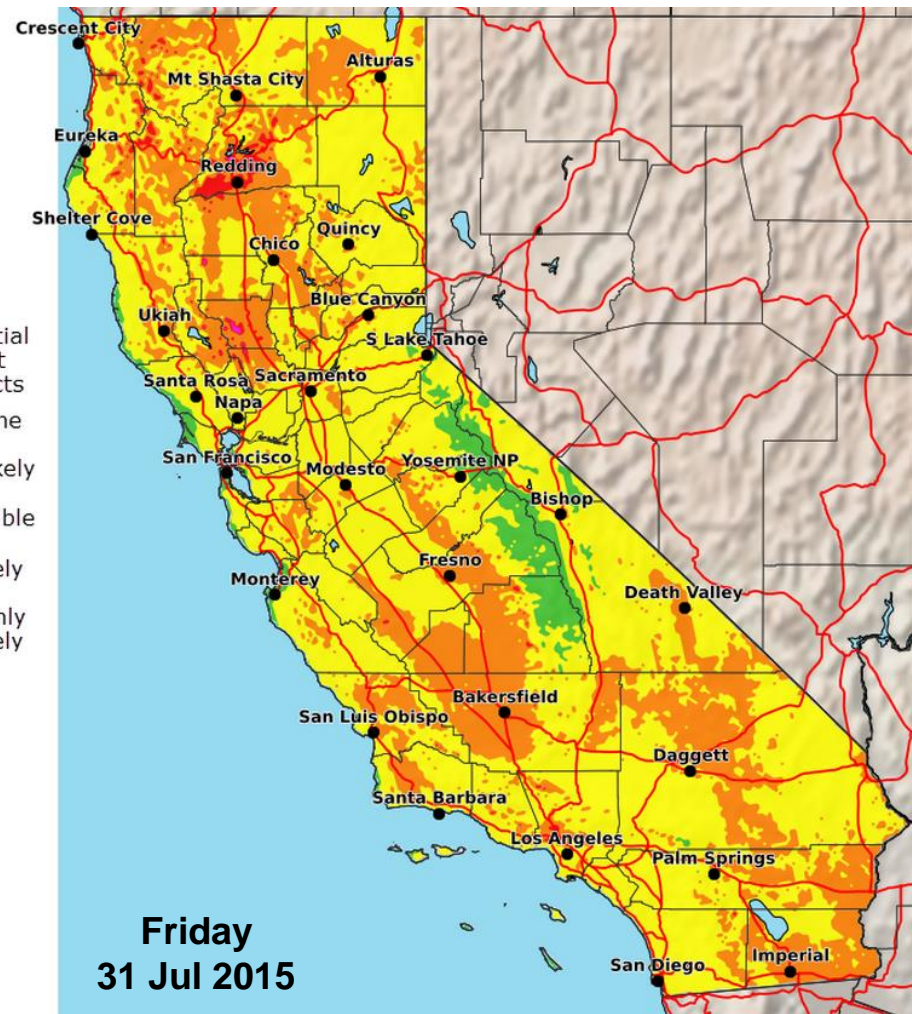 Crescent City
Alturas
Mt Shasta City
Eureka
Redding
Shelter Cove
Quincy
Chico
Blue Canyon
Ukiah
S Lake Tahoe
Santa Rosa
Sacramento
Napa
San Francisco
Modesto
Yosemite NP
Bishop
Fresno
Monterey
Death Valley
Bakersfield
San Luis Obispo
Daggett
Santa Barbara
Los Angeles
Palm Springs
Imperial
San Diego
Friday
31 Jul 2015